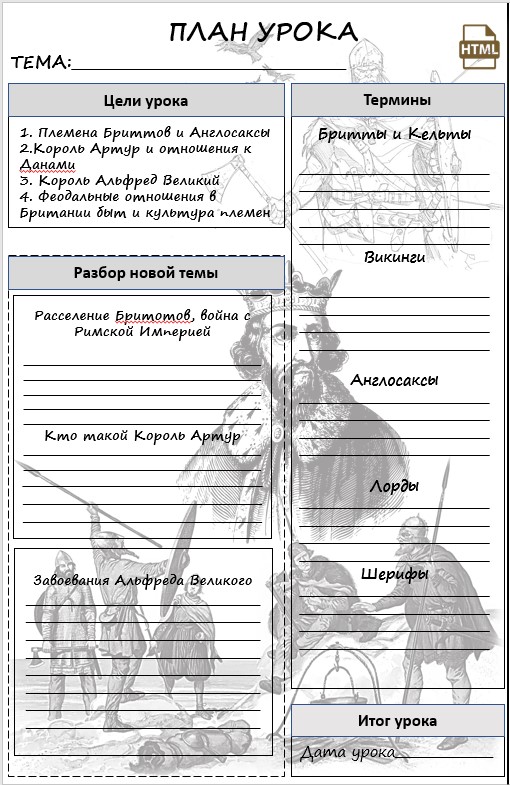 ПЛАН УРОКА
HTML
ТЕМА:
Цели урока
1. Племена Бриттов и Англосаксы
2.Король Артур и отношения к
Данами
3. Король Альфред Великий
4. Феодальные отношения в
Британии быт и культура племен
Разбор новой темы
Расселение Бритотов, война с
Римской Империей
Кто такой Король Артур
Завоевания Альфреда Великого
Термины
Бритты и Кельты
Викинги
Англосаксы
Лорды
Шерифы
Итог урока
Дата урока